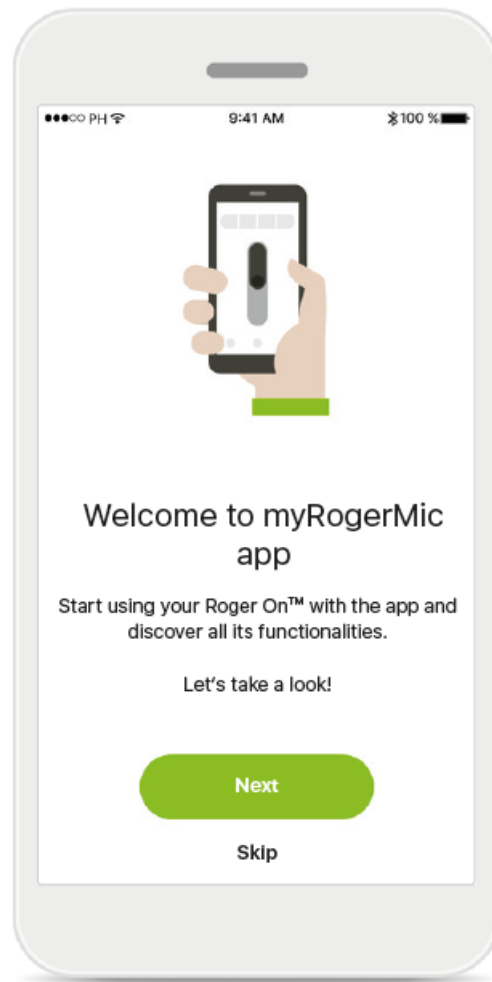 ●●●○○ PH 9:41 AM 100 %
Welcome to myRogerMic
app
Start using your Roger On™ with the app and
discover all its functionalities.
Let's take a look!
Next
Skip